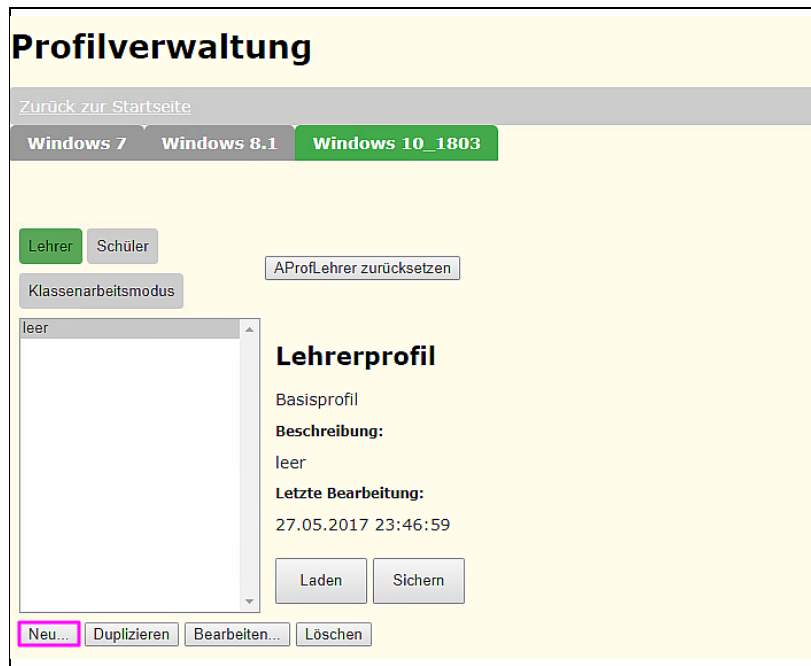 Profilverwaltung
Zurück zur Startseite
Windows 7 Windows 8.1 Windows 10_1803
Lehrer Schüler
AProfLehrer zurücksetzen
Klassenarbeitsmodus
leer
Lehrerprofil
Basisprofil
Beschreibung:
leer
Letzte Bearbeitung:
27.05.2017 23:46:59
Laden Sichern
Neu... Duplizieren Bearbeiten... Löschen